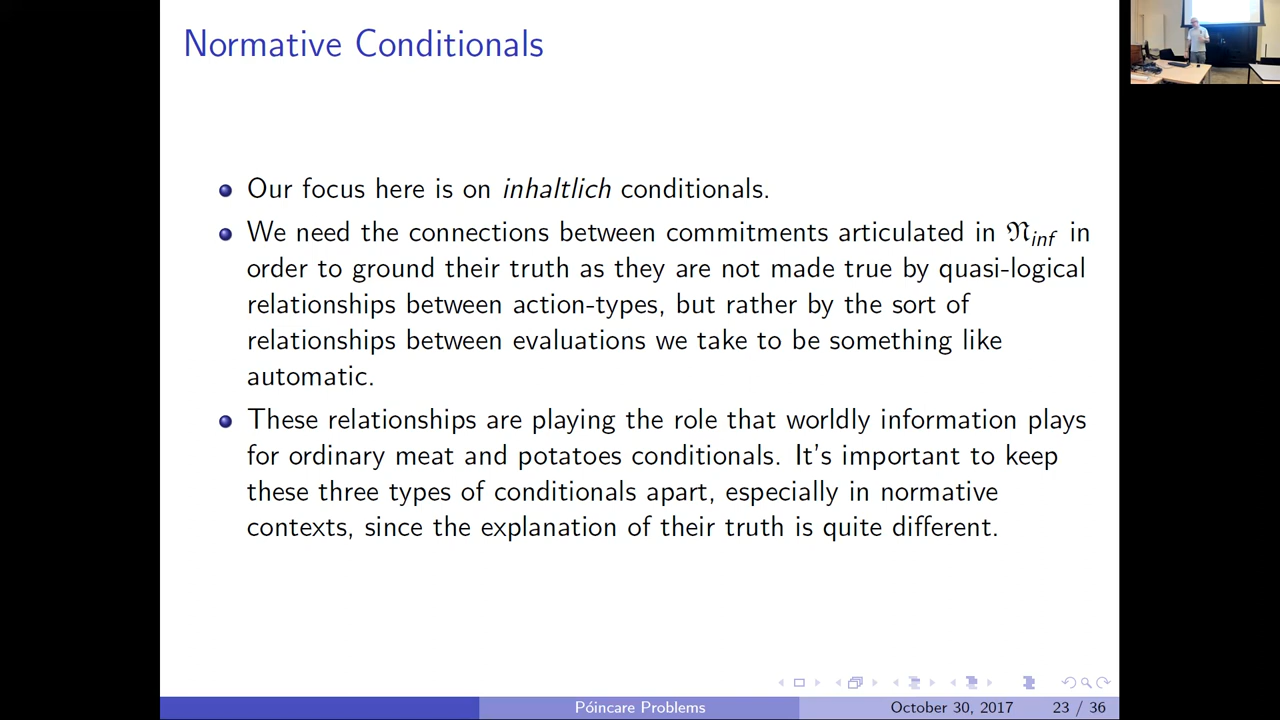 Normative Conditionals
Our focus here is on inhaltlich conditionals.
We need the connections between commitments articulated in 𝔑inf in
order to ground their truth as they are not made true by quasi-logical
relationships between action-types, but rather by the sort of
relationships between evaluations we take to be something like
automatic.
These relationships are playing the role that worldly information plays
for ordinary meat and potatoes conditionals. It's important to keep
these three types of conditionals apart, especially in normative
contexts, since the explanation of their truth is quite different.
Póincare Problems
October 30, 2017
23 / 36